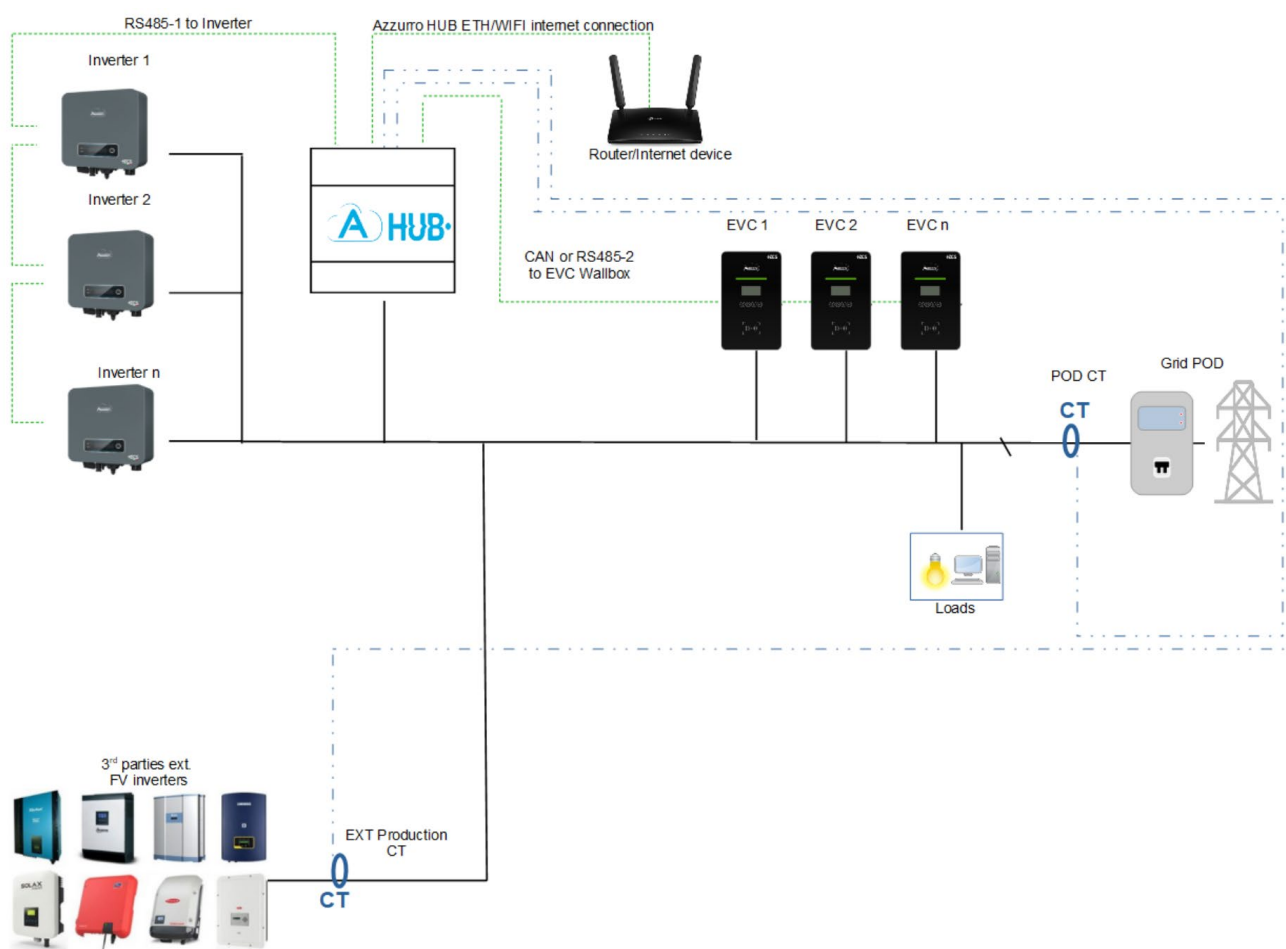 RS485-1 to Inverter
Azzurro HUB ETH/WIFI internet connection
Inverter 1
Router/Internet device
Inverter 2
A HUB
EVC 1
EVC 2
EVC n
CAN or RS485-2
to EVC Wallbox
Inverter n
POD CT
Grid POD
CT
Loads
3rd parties ext.
FV inverters
EXT Production
CT
SOLAX
CT